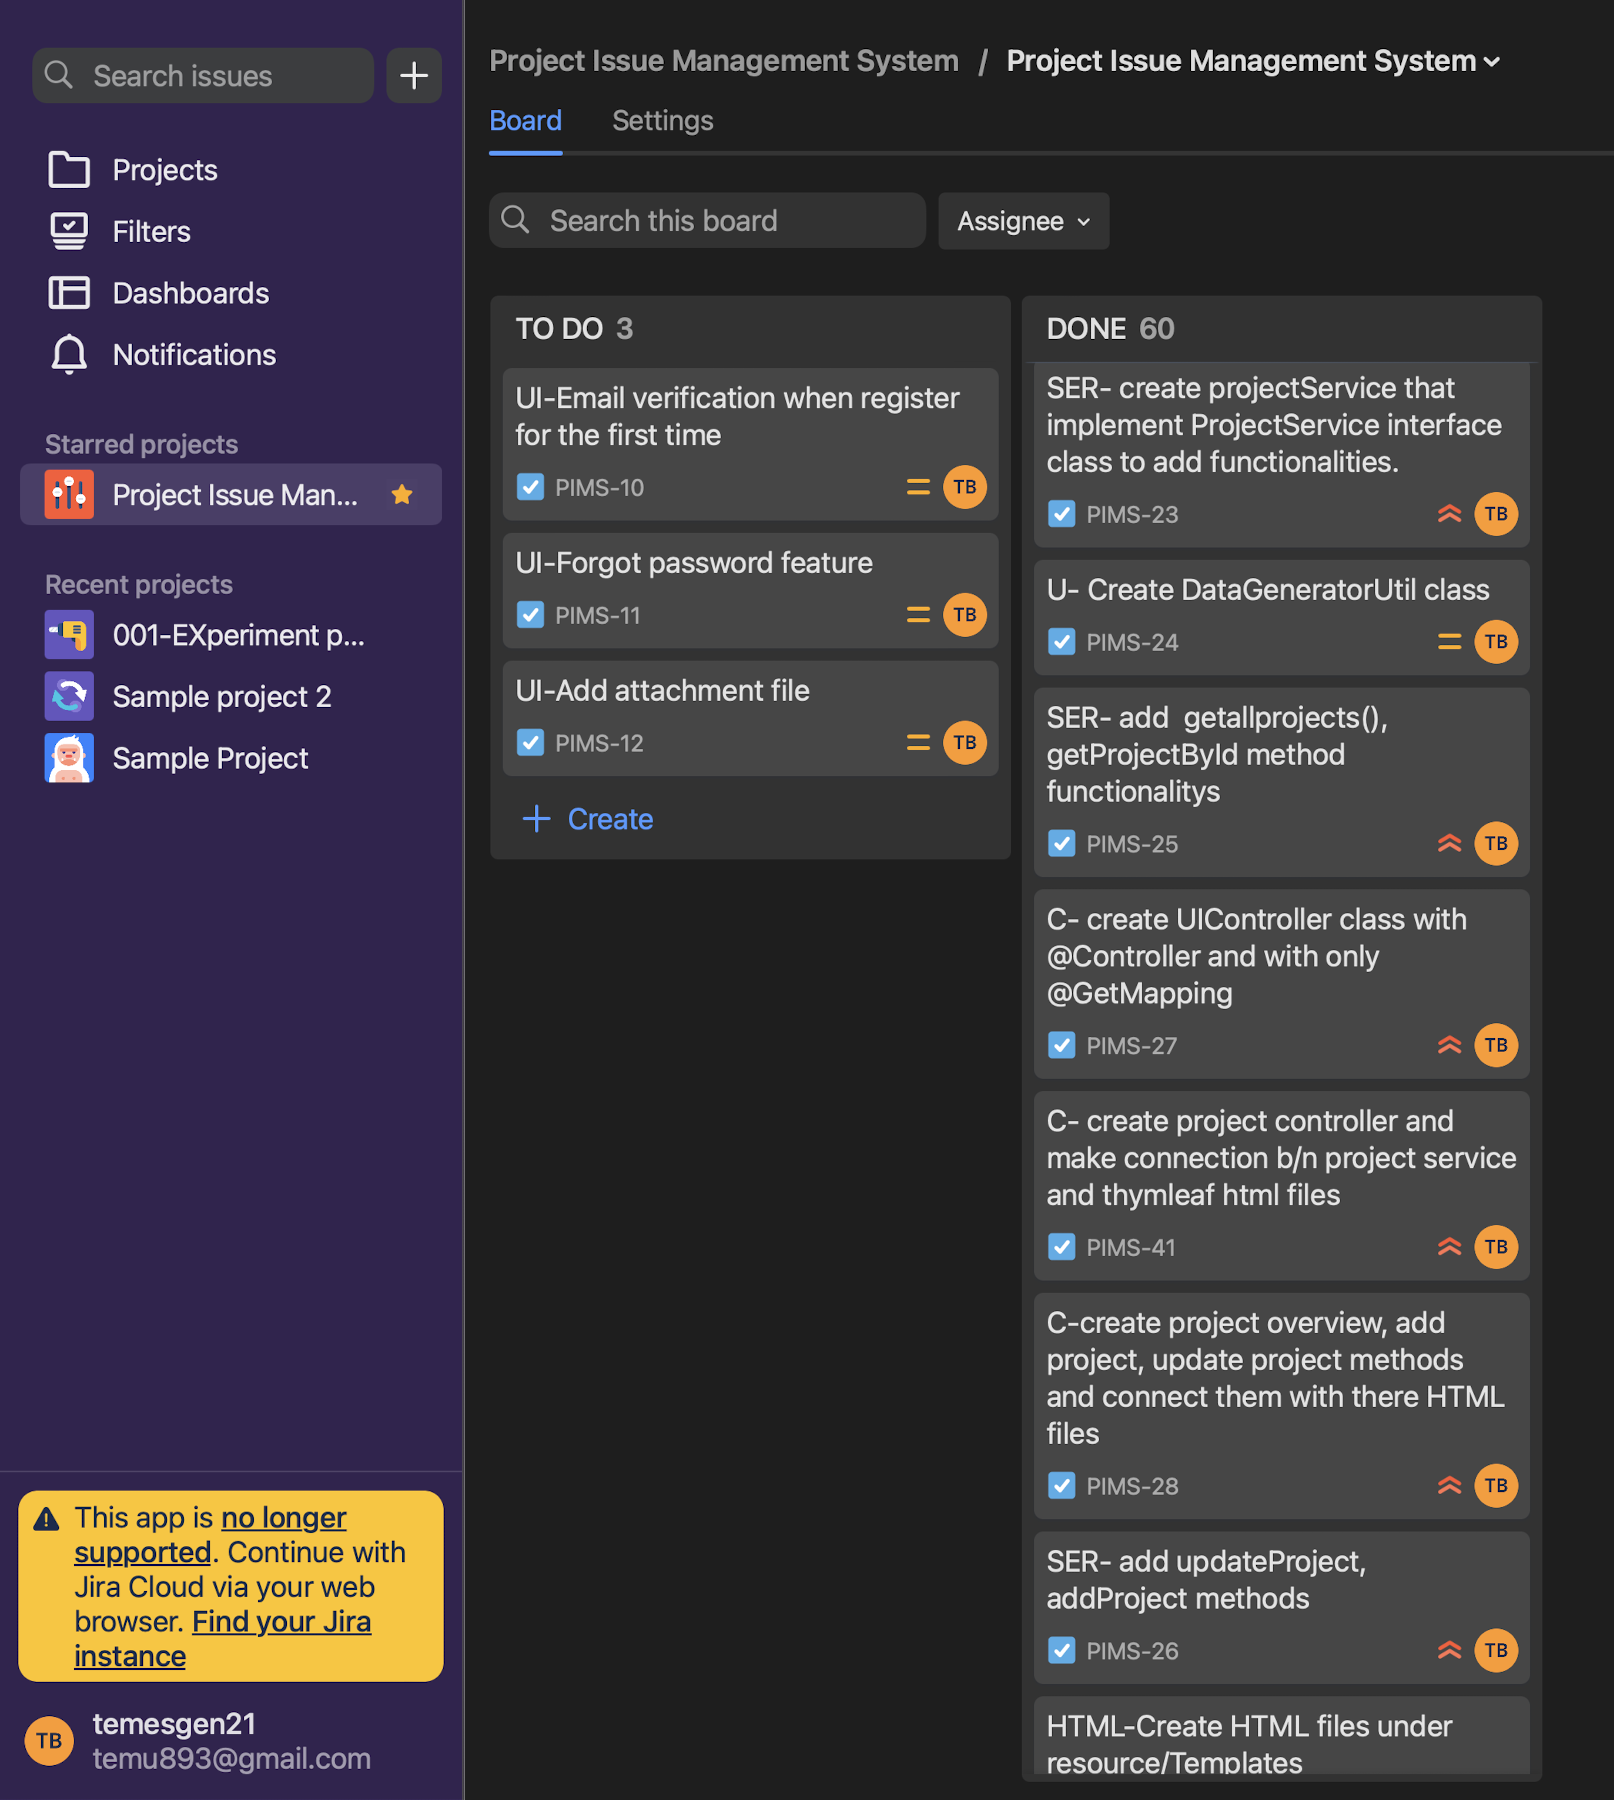 Search issues
Projects
Filters
Dashboards
Notifications
Starred projects
Project Issue Man...
Recent projects
001-EXperiment p...
Sample project 2
Sample Project
This app is no longer
supported. Continue with
Jira Cloud via your web
browser. Find your Jira
instance
TB
temesgen21
temu893@gmail.com
Project Issue Management System / Project Issue Management System
Board Settings
Search this board
Assignee
TO DO 3
UI-Email verification when register
for the first time
PIMS-10 TB
UI-Forgot password feature
PIMS-11 TB
UI-Add attachment file
PIMS-12 TB
Create
DONE 60
SER- create projectService that
implement ProjectService interface
class to add functionalities.
PIMS-23 TB
U- Create DataGeneratorUtil class
PIMS-24 TB
SER- add  getallprojects(),
getProjectById method
functionalitys
PIMS-25 TB
C- create UIController class with
@Controller and with only
@GetMapping
PIMS-27 TB
C- create project controller and
make connection b/n project service
and thymleaf html files
PIMS-41 TB
C-create project overview, add
project, update project methods
and connect them with there HTML
files
PIMS-28 TB
SER- add updateProject,
addProject methods
PIMS-26 TB
HTML-Create HTML files under
resource/Templates